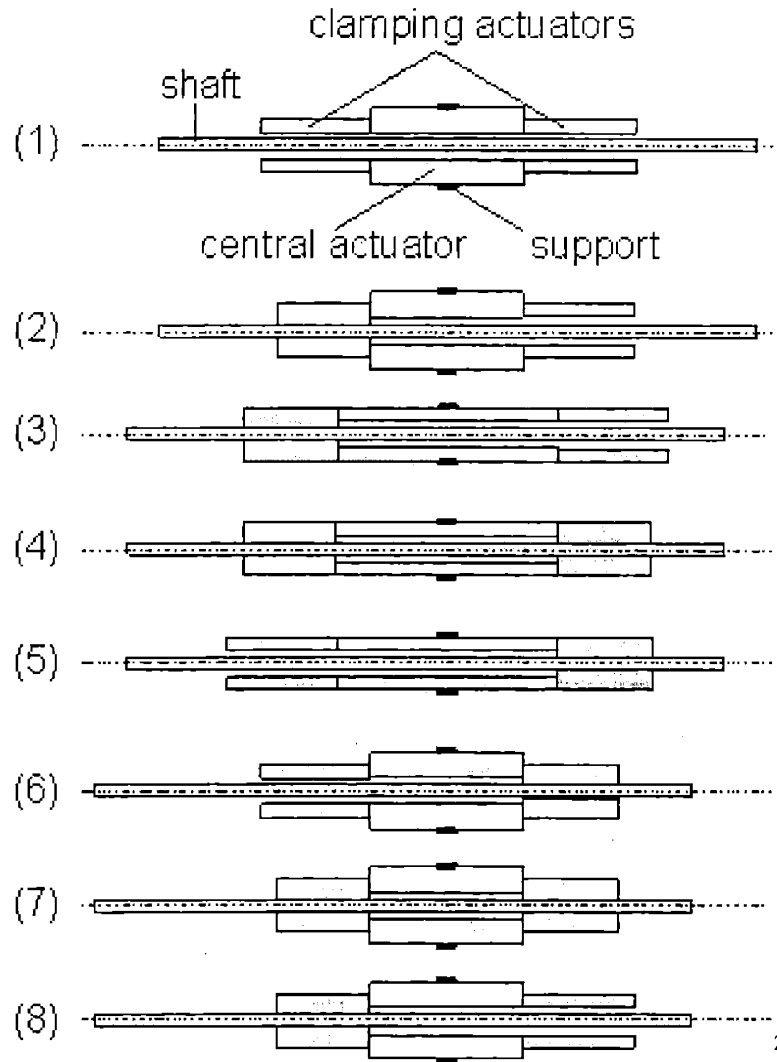 clamping actuators
shaft
(1)
central actuator
support
(2)
(3)
(4)
(5)
(6)
(7)
(8)